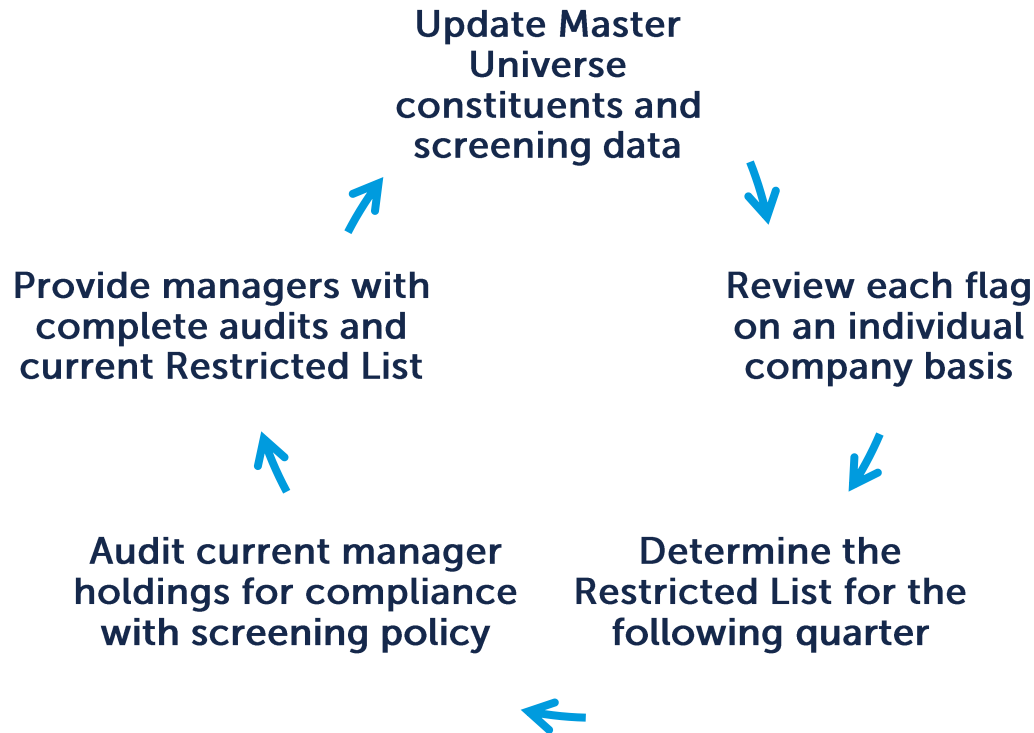 Update Master
Universe
constituents and
screening data
Review each flag
on an individual
company basis
Determine the
Restricted List for the
following quarter
Audit current manager
holdings for compliance
with screening policy
Provide managers with
complete audits and
current Restricted List